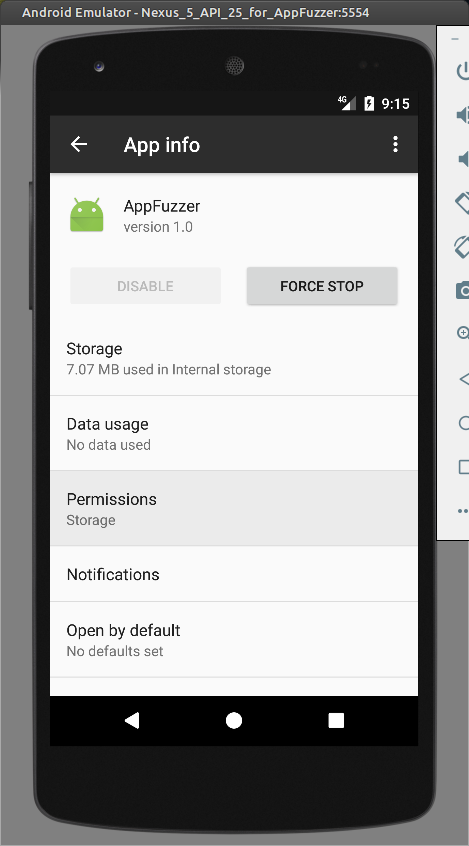 Android Emulator - Nexus_5_API_25_for_AppFuzzer:5554
4G 9:15
App info
AppFuzzer
version 1.0
DISABLE FORCE STOP
Storage
7.07 MB used in Internal storage
Data usage
No data used
Permissions
Storage
Notifications
Open by default
No defaults set